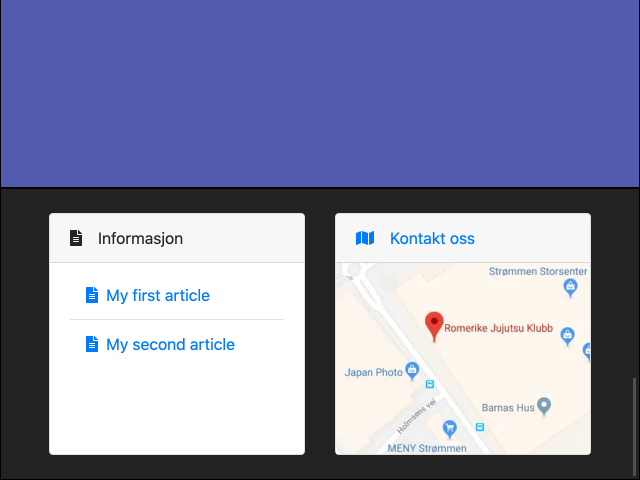 Informasjon
My first article
My second article
Kontakt oss
Strømmen Storsenter
Romerike Jujutsu Klubb
Japan Photo
Barnas Hus
Holmsens vei
MENY Strømmen